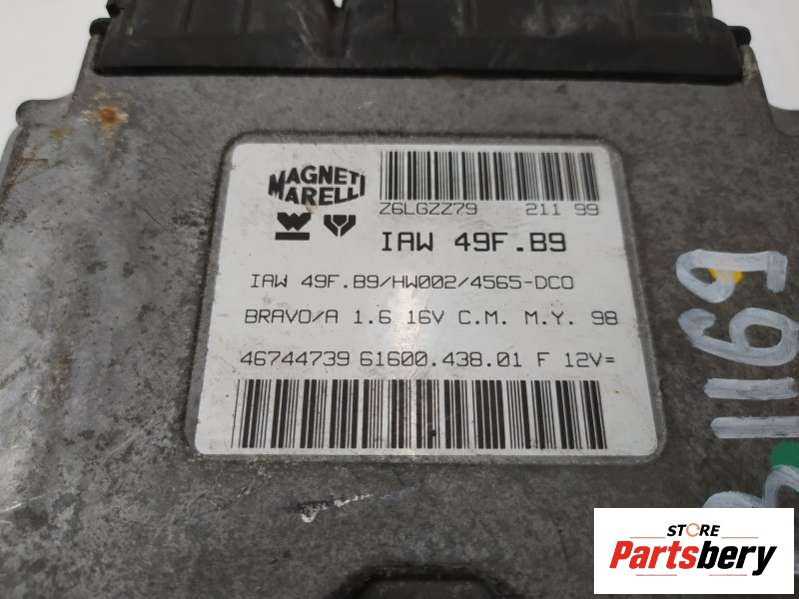 MAGNETI
MARELLI
Z6LGZZ79 211 99
IAW 49F.B9
IAW 49F.B9/HW002/4565-DCO
BRAVO/A 1.6 16V C.M. M.Y. 98
46744739 61600.438.01 F 12V=
1169
STORE
Partsbery